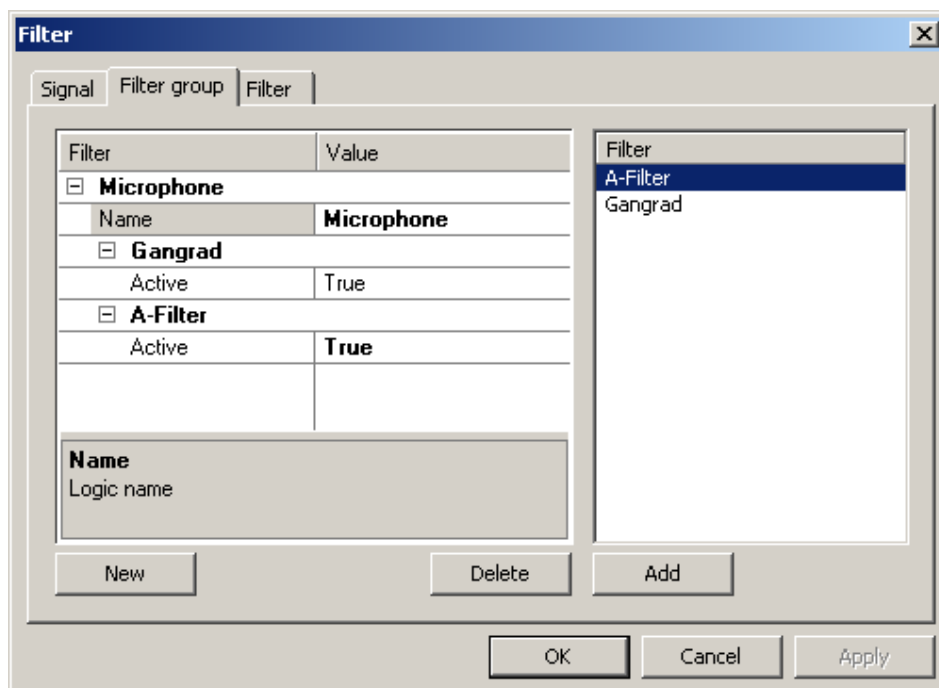 Filter
Signal Filter group Filter
Filter Value
Microphone
Name Microphone
Gangrad
Active True
A-Filter
Active True
Name
Logic name
New Delete
Filter
A-Filter
Gangrad
Add
OK Cancel Apply